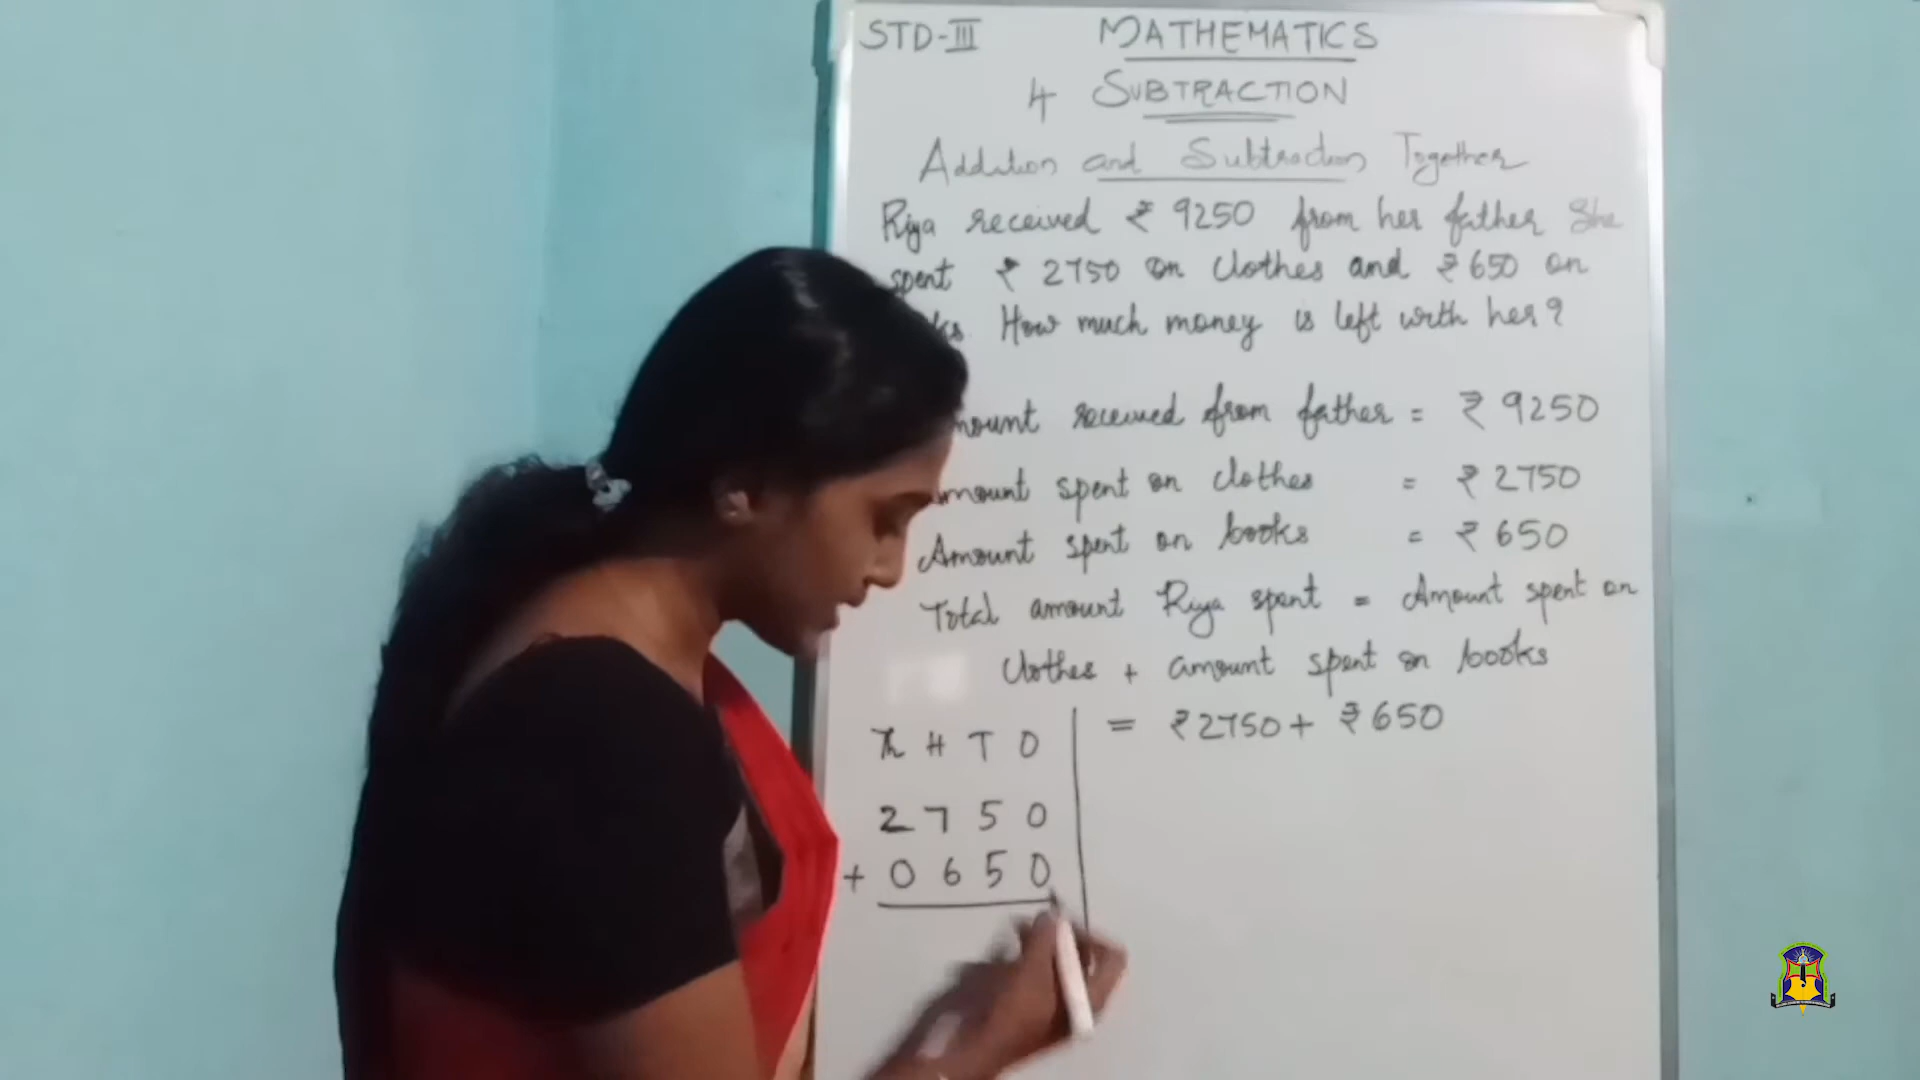 STD-III MATHEMATICS
4 SUBTRACTION
Addition and Subtraction Together
Riya received ₹ 9250 from her father She
spent ₹ 2750 on clothes and ₹ 650 on
How much money is left with her?
received from father = ₹ 9250
spent on clothes = ₹ 2750
Amount spent on books = ₹ 650
Total amount Riya spent = Amount spent on
Clothes + amount spent on books
= ₹2750 + ₹650
Th H T O
2 7 5 0
+ 0 6 5 0